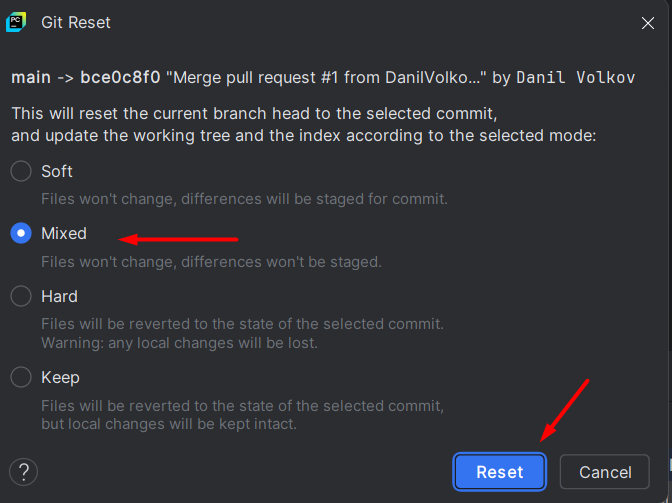 PC
Git Reset
main -> bce0c8f0 "Merge pull request #1 from DanilVolko..." by Danil Volkov
This will reset the current branch head to the selected commit,
and update the working tree and the index according to the selected mode:
Soft
Files won't change, differences will be staged for commit.
Mixed
Files won't change, differences won't be staged.
Hard
Files will be reverted to the state of the selected commit.
Warning: any local changes will be lost.
Keep
Files will be reverted to the state of the selected commit,
but local changes will be kept intact.
?
Reset
Cancel